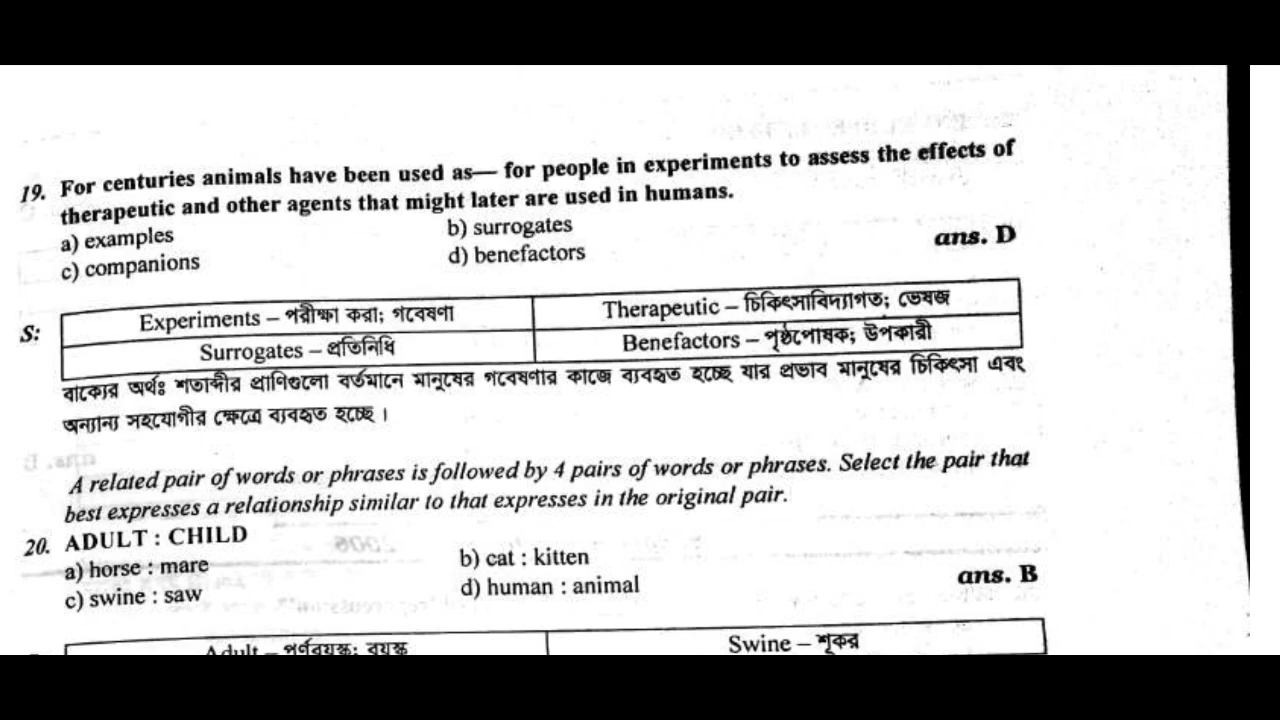 19. For centuries animals have been used as— for people in experiments to assess the effects of
therapeutic and other agents that might later are used in humans.
a) examples b) surrogates
c) companions d) benefactors ans. D
S: Experiments – পরীক্ষা করা; গবেষণা Therapeutic – চিকিৎসাবিদ্যাগত; ভেষজ
Surrogates – প্রতিনিধি Benefactors – পৃষ্ঠপোষক; উপকারী
বাক্যের অর্থঃ শতাব্দীর প্রাণিগুলো বর্তমানে মানুষের গবেষণার কাজে ব্যবহৃত হচ্ছে যার প্রভাব মানুষের চিকিৎসা এবং
অন্যান্য সহযোগীর ক্ষেত্রে ব্যবহৃত হচ্ছে।
A related pair of words or phrases is followed by 4 pairs of words or phrases. Select the pair that
best expresses a relationship similar to that expresses in the original pair.
20. ADULT : CHILD
a) horse : mare b) cat : kitten
c) swine : saw d) human : animal ans. B
Adult – পূর্ণবয়স্ক; বয়স্ক Swine – শূকর